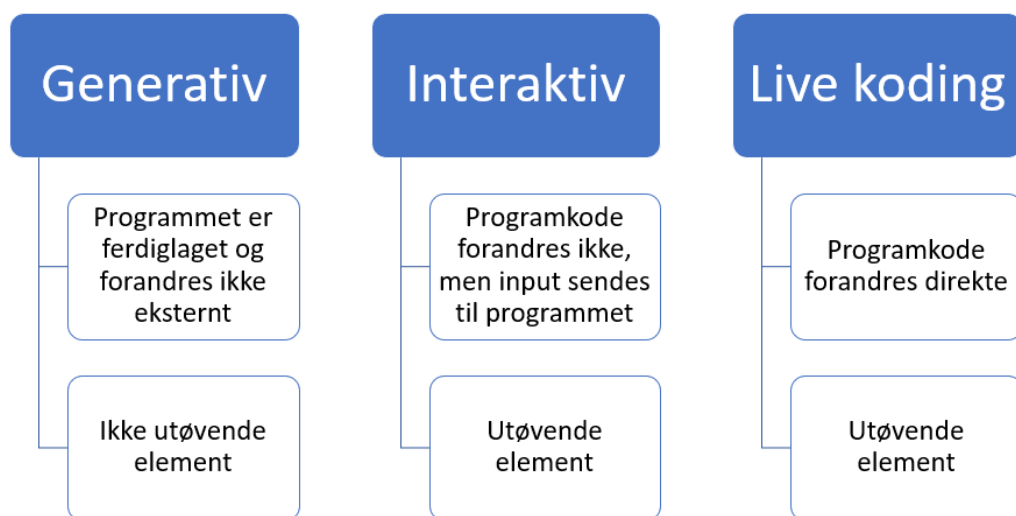 Generativ
Programmet er
ferdiglaget og
forandres ikke
eksternt
Ikke utøvende
element
Interaktiv
Programkode
forandres ikke,
men input sendes
til programmet
Utøvende
element
Live koding
Programkode
forandres direkte
Utøvende
element